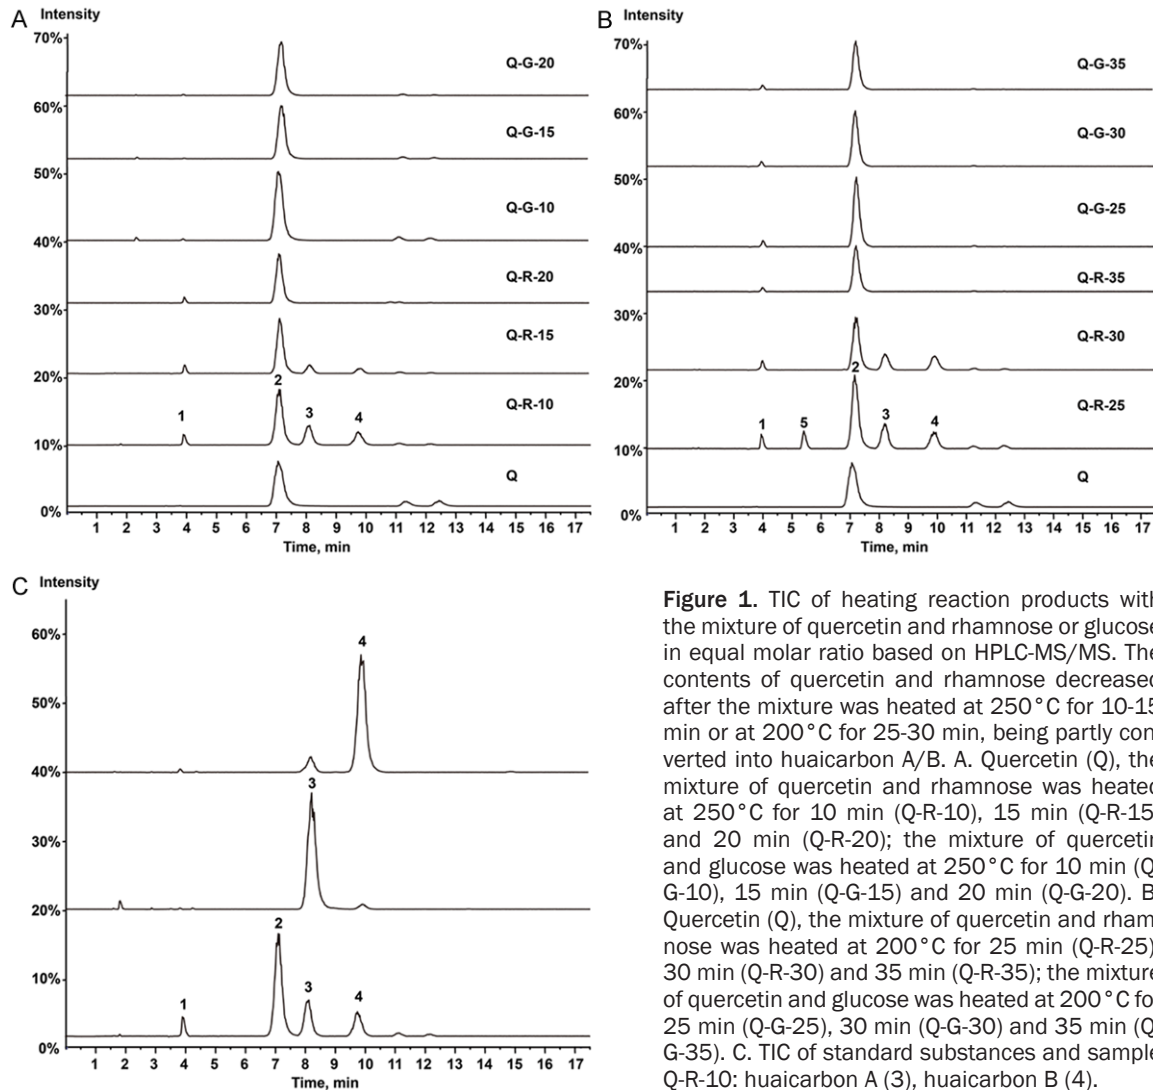 A Intensity
70%
Q-G-20
60%
Q-G-15
50%
Q-G-10
40%
Q-R-20
30%
Q-R-15
20%
2
Q-R-10
1 3 4
10%
Q
0%
1 2 3 4 5 6 7 8 9 10 11 12 13 14 15 16 17
Time, min
B Intensity
70%
Q-G-35
60%
Q-G-30
50%
Q-G-25
40%
Q-R-35
30%
Q-R-30
20%
2
Q-R-25
1 5 3 4
10%
Q
0%
1 2 3 4 5 6 7 8 9 10 11 12 13 14 15 16 17
Time, min
C Intensity
60%
4
50%
40%
3
30%
20%
2
10%
1 3 4
0%
1 2 3 4 5 6 7 8 9 10 11 12 13 14 15 16 17
Time, min
Figure 1. TIC of heating reaction products with
the mixture of quercetin and rhamnose or glucose
in equal molar ratio based on HPLC-MS/MS. The
contents of quercetin and rhamnose decreased
after the mixture was heated at 250°C for 10-15
min or at 200°C for 25-30 min, being partly con
verted into huaicarbon A/B. A. Quercetin (Q), the
mixture of quercetin and rhamnose was heated
at 250°C for 10 min (Q-R-10), 15 min (Q-R-15)
and 20 min (Q-R-20); the mixture of quercetin
and glucose was heated at 250°C for 10 min (Q
G-10), 15 min (Q-G-15) and 20 min (Q-G-20). B.
Quercetin (Q), the mixture of quercetin and rham
nose was heated at 200°C for 25 min (Q-R-25),
30 min (Q-R-30) and 35 min (Q-R-35); the mixture
of quercetin and glucose was heated at 200°C fo
25 min (Q-G-25), 30 min (Q-G-30) and 35 min (Q
G-35). C. TIC of standard substances and sample
Q-R-10: huaicarbon A (3), huaicarbon B (4).